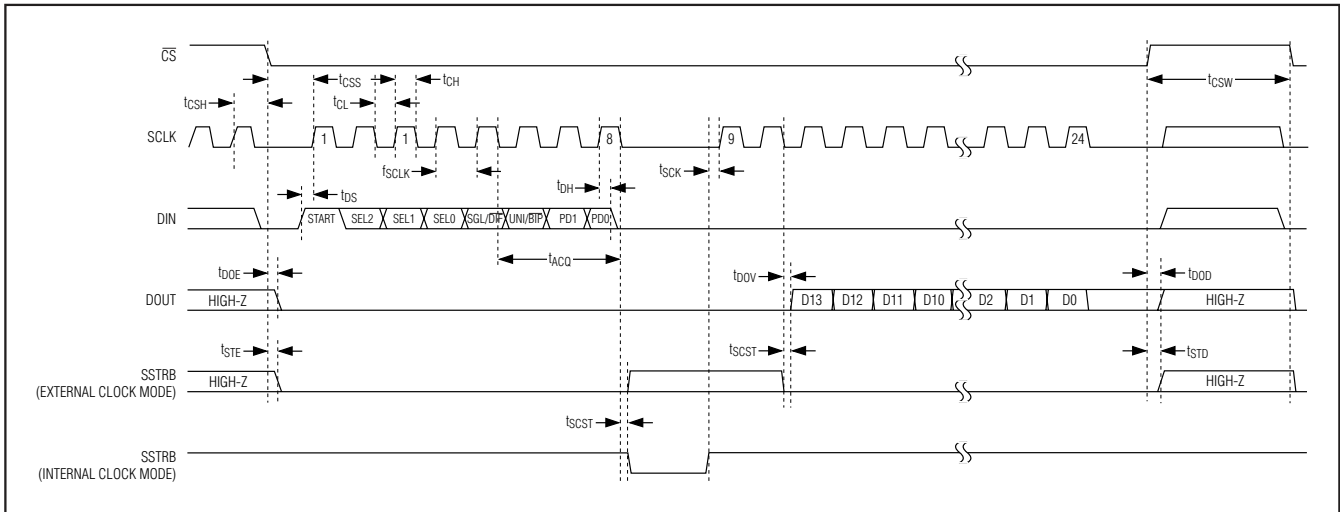 CS
tCSS
tCH
tCSH
tCL
tCSW
SCLK
1
1
8
9
24
fSCLK
tSCK
tDS
tDH
DIN
START
SEL2
SEL1
SEL0
SGL/DIF
UNI/BIP
PD1
PD0
tACQ
tDOE
tDOV
tDOD
DOUT
HIGH-Z
D13
D12
D11
D10
D2
D1
D0
HIGH-Z
tSTE
tSCST
tSTD
SSTRB
(EXTERNAL CLOCK MODE)
HIGH-Z
HIGH-Z
tSCST
SSTRB
(INTERNAL CLOCK MODE)